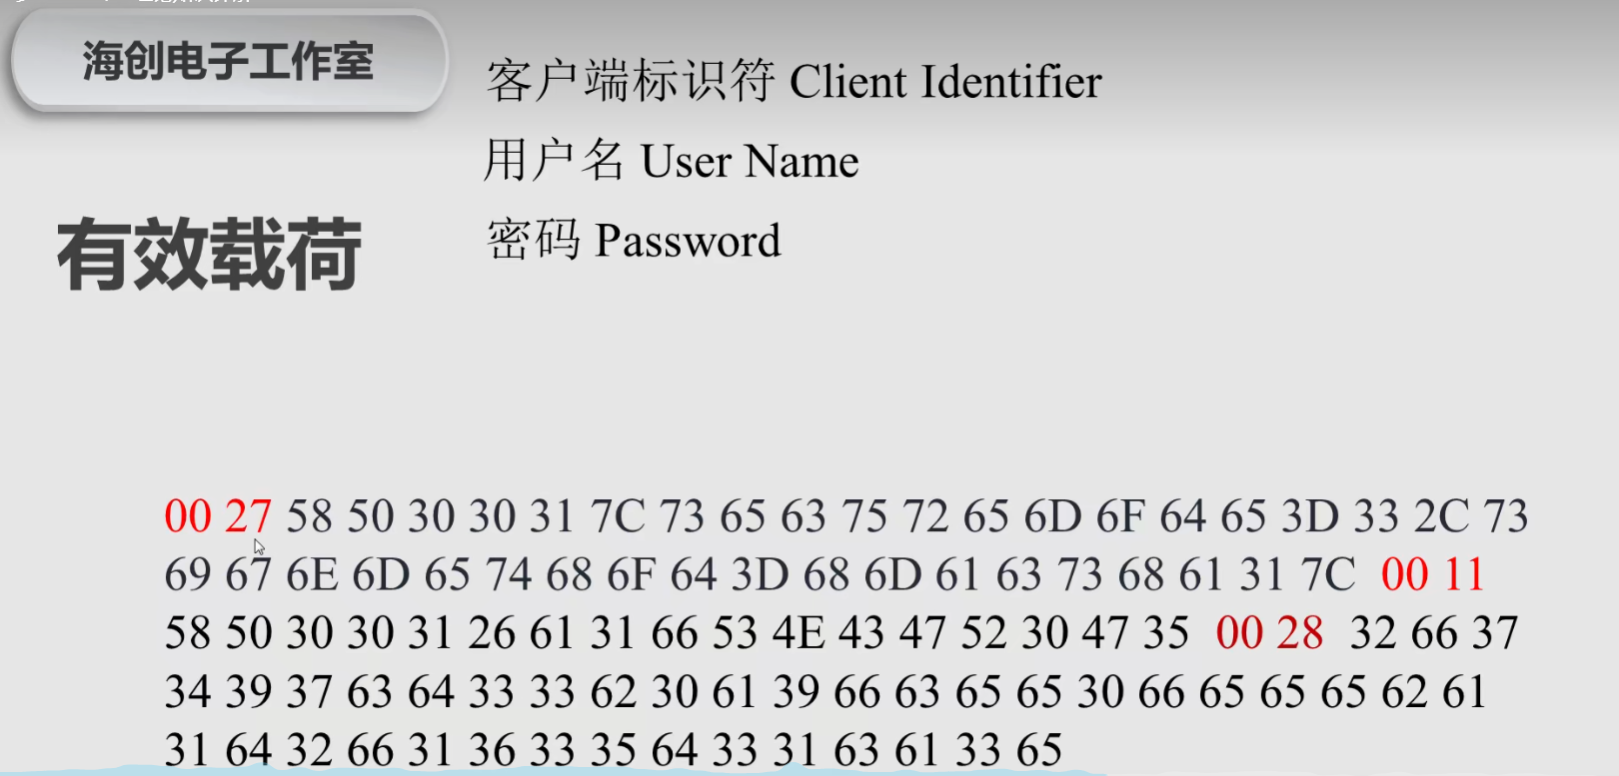 海创电子工作室
客户端标识符 Client Identifier
用户名 User Name
密码 Password
有效载荷
00 27 58 50 30 30 31 7C 73 65 63 75 72 65 6D 6F 64 65 3D 33 2C 73
69 67 6E 6D 65 74 68 6F 64 3D 68 6D 61 63 73 68 61 31 7C 00 11
58 50 30 30 31 26 61 31 66 53 4E 43 47 52 30 47 35 00 28 32 66 37
34 39 37 63 64 33 33 62 30 61 39 66 63 65 65 30 66 65 65 65 62 61
31 64 32 66 31 36 33 35 64 33 31 63 61 33 65